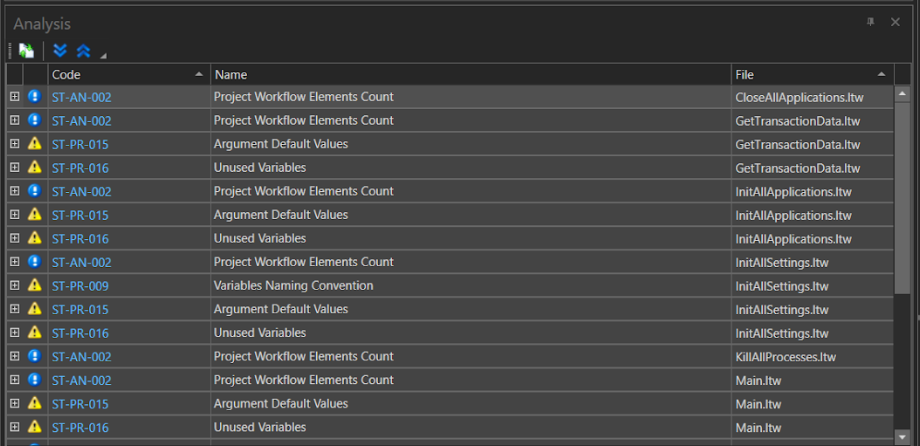 Analysis
Code Name File
ST-AN-002 Project Workflow Elements Count CloseAllApplications.ltw
ST-AN-002 Project Workflow Elements Count GetTransactionData.ltw
ST-PR-015 Argument Default Values GetTransactionData.ltw
ST-PR-016 Unused Variables GetTransactionData.ltw
ST-AN-002 Project Workflow Elements Count InitAllApplications.ltw
ST-PR-015 Argument Default Values InitAllApplications.ltw
ST-PR-016 Unused Variables InitAllApplications.ltw
ST-AN-002 Project Workflow Elements Count InitAllSettings.ltw
ST-PR-009 Variables Naming Convention InitAllSettings.ltw
ST-PR-015 Argument Default Values InitAllSettings.ltw
ST-PR-016 Unused Variables InitAllSettings.ltw
ST-AN-002 Project Workflow Elements Count KillAllProcesses.ltw
ST-AN-002 Project Workflow Elements Count Main.ltw
ST-PR-015 Argument Default Values Main.ltw
ST-PR-016 Unused Variables Main.ltw